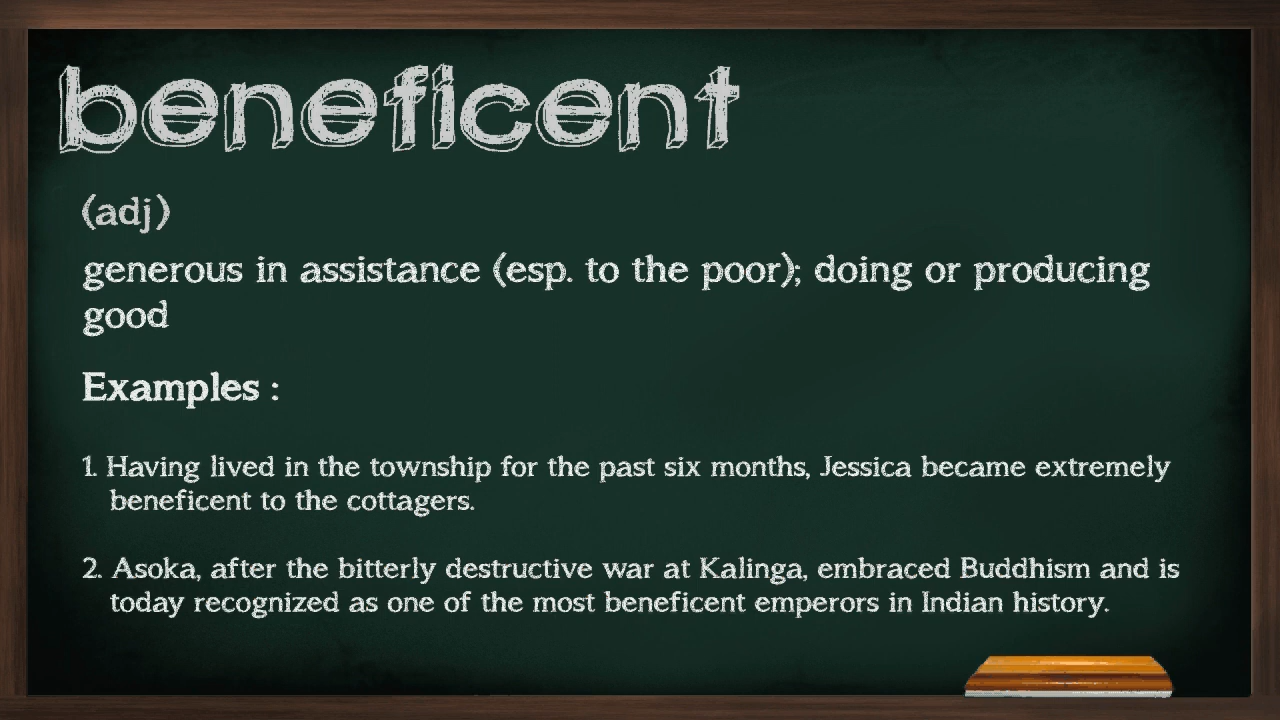 beneficent
(adj)
generous in assistance (esp. to the poor); doing or producing
good
Examples :
1. Having lived in the township for the past six months, Jessica became extremely
beneficent to the cottagers.
2. Asoka, after the bitterly destructive war at Kalinga, embraced Buddhism and is
today recognized as one of the most beneficent emperors in Indian history.